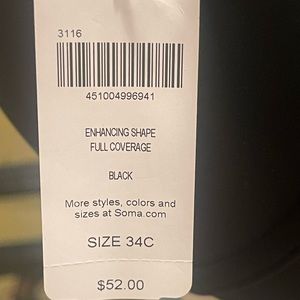 3116
451004996941
ENHANCING SHAPE
FULL COVERAGE
BLACK
More styles, colors and
sizes at Soma.com
SIZE 34C
$52.00